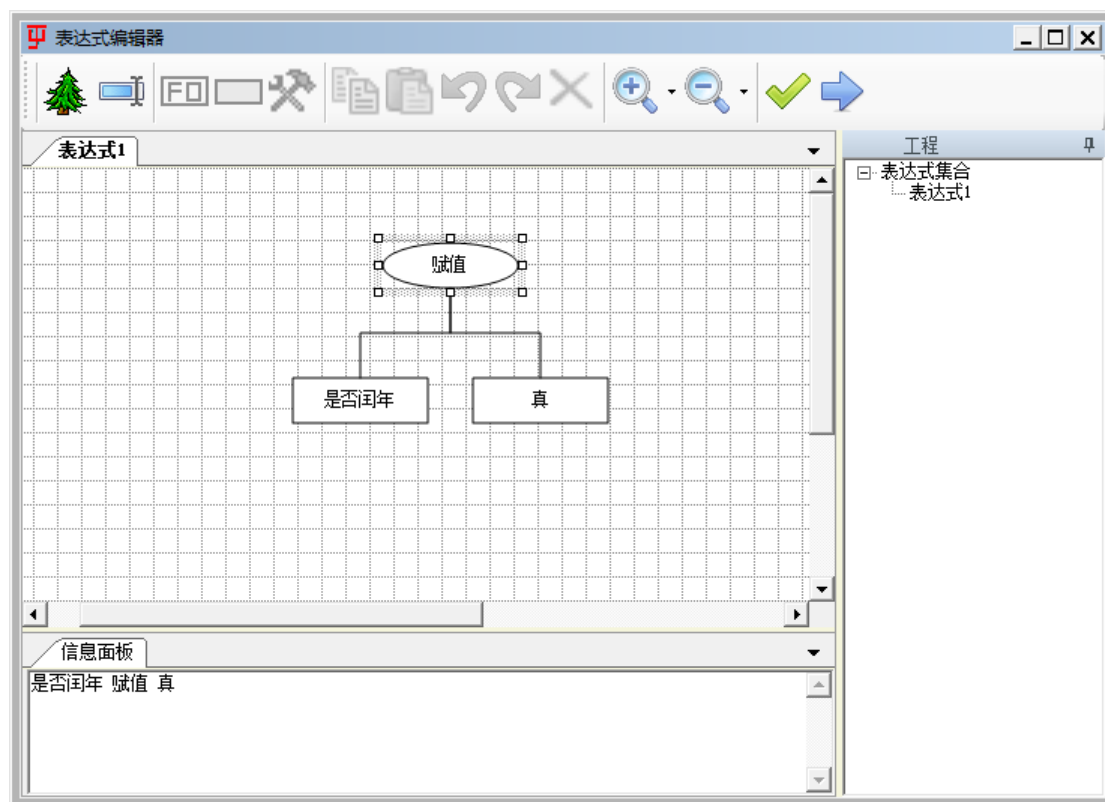 表达式编辑器
F()
表达式1
工程
表达式集合
表达式1
赋值
是否闰年
真
信息面板
是否闰年 赋值 真